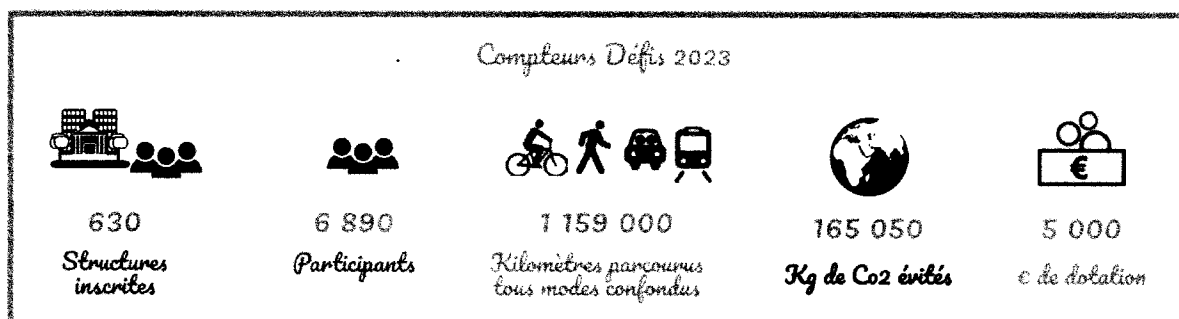 Compteurs Défis 2023
€
630
6 890
1 159 000
165 050
5 000
Structures
inscrites
Participants
Kilomètres parcourus
tous modes confondus
Kg de Co2 évités
€ de dotation